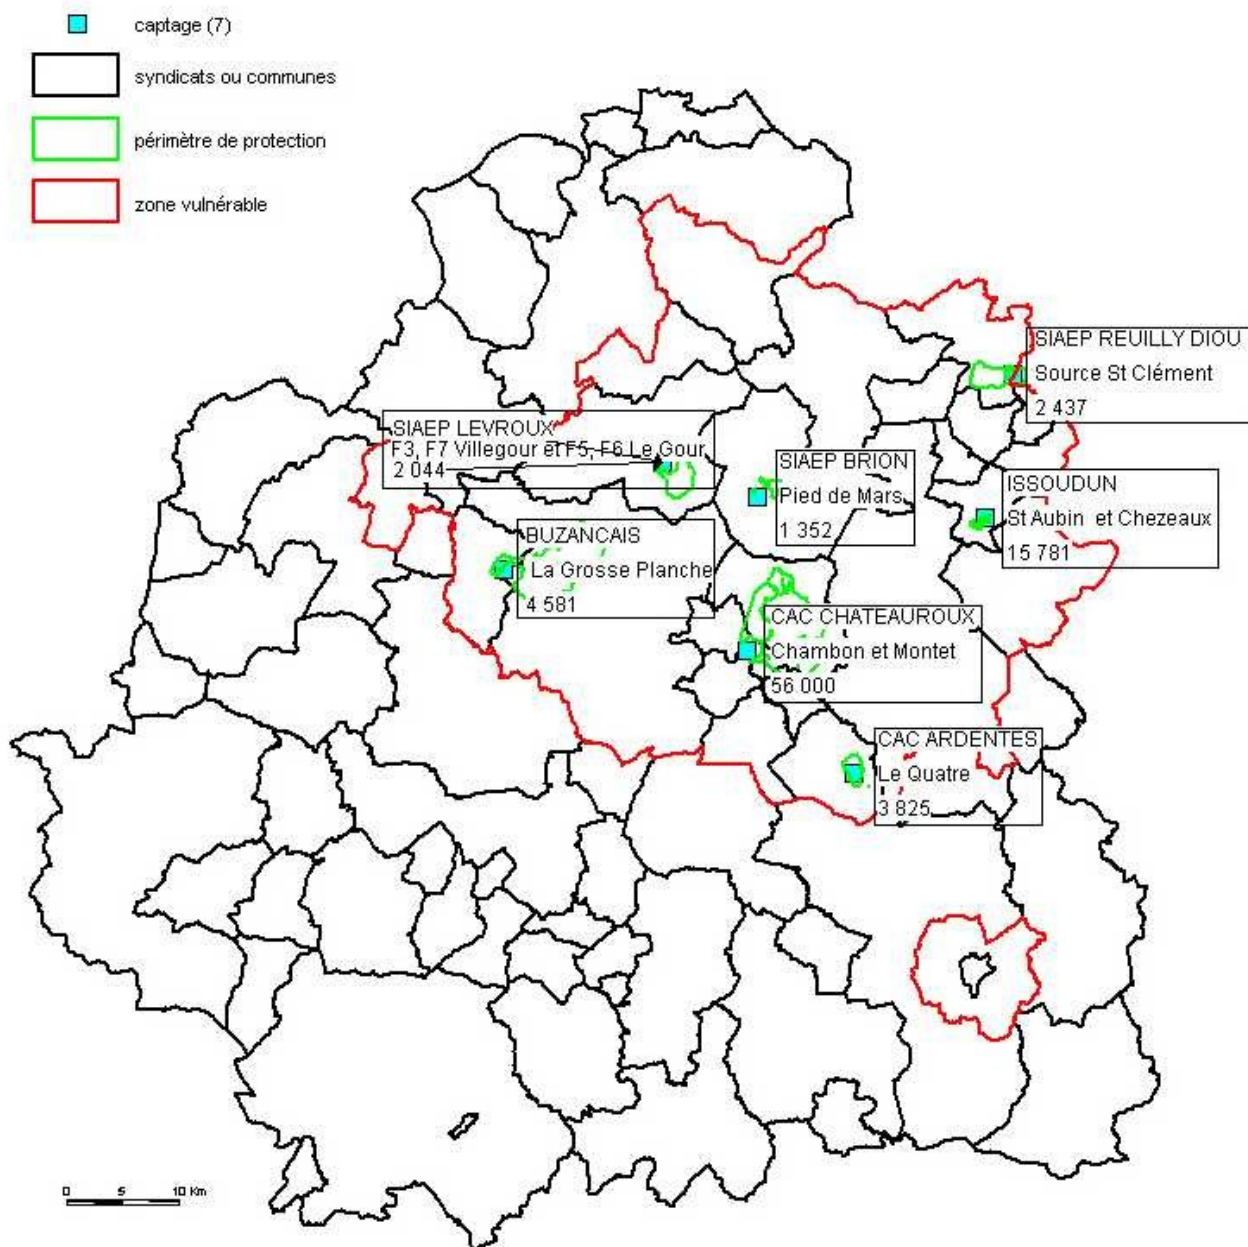 captage (7)
syndicats ou communes
périmètre de protection
zone vulnérable
SIAEP REUILLY DIOU
Source St Clément
2 437
SIAEP LEVROUX
F3, F7 Villegour et F5, F6 Le Gour
2 044
SIAEP BRION
Pied de Mars
1 352
ISSOUDUN
St Aubin et Chezeaux
15 781
BUZANCAIS
La Grosse Planche
4 581
CAC CHATEAUROUX
Chambon et Montet
56 000
CAC ARDENTES
Le Quatre
3 825
0 5 10 Km